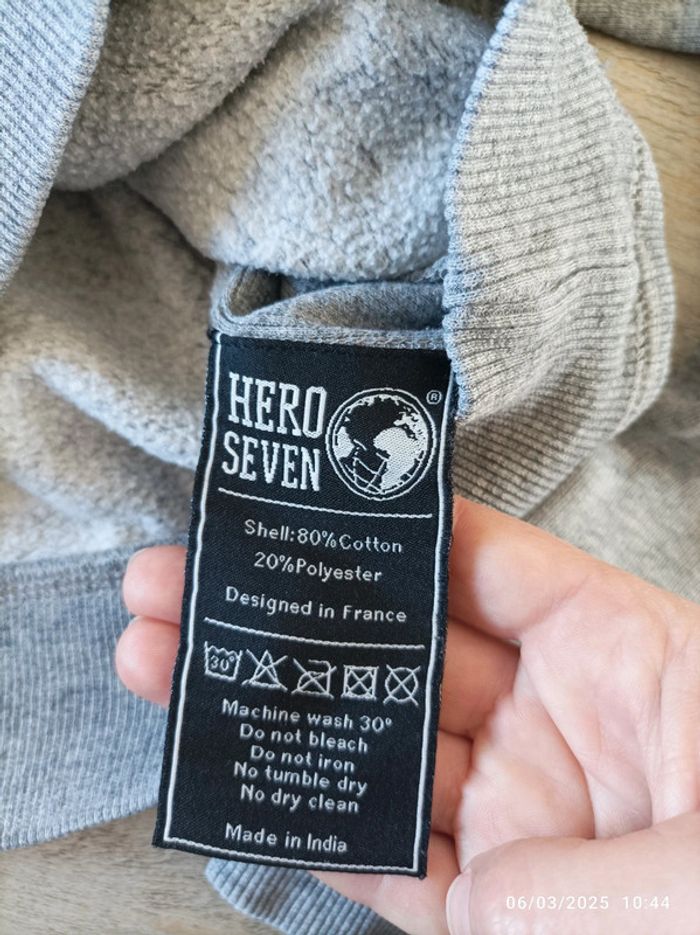 HERO
SEVEN
®
Shell:80%Cotton
20%Polyester
Designed in France
30°
Machine wash 30°
Do not bleach
Do not iron
No tumble dry
No dry clean
Made in India
06/03/2025 10:44